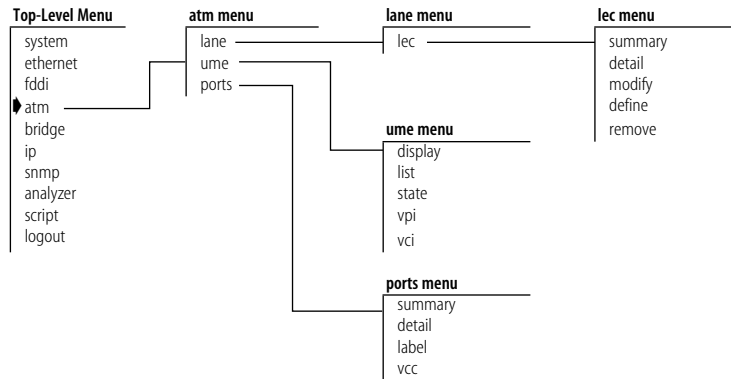 Top-Level Menu
system
ethernet
fddi
atm
bridge
ip
snmp
analyzer
script
logout
atm menu
lane
ume
ports
lane menu
lec
ume menu
display
list
state
vpi
vci
ports menu
summary
detail
label
vcc
lec menu
summary
detail
modify
define
remove